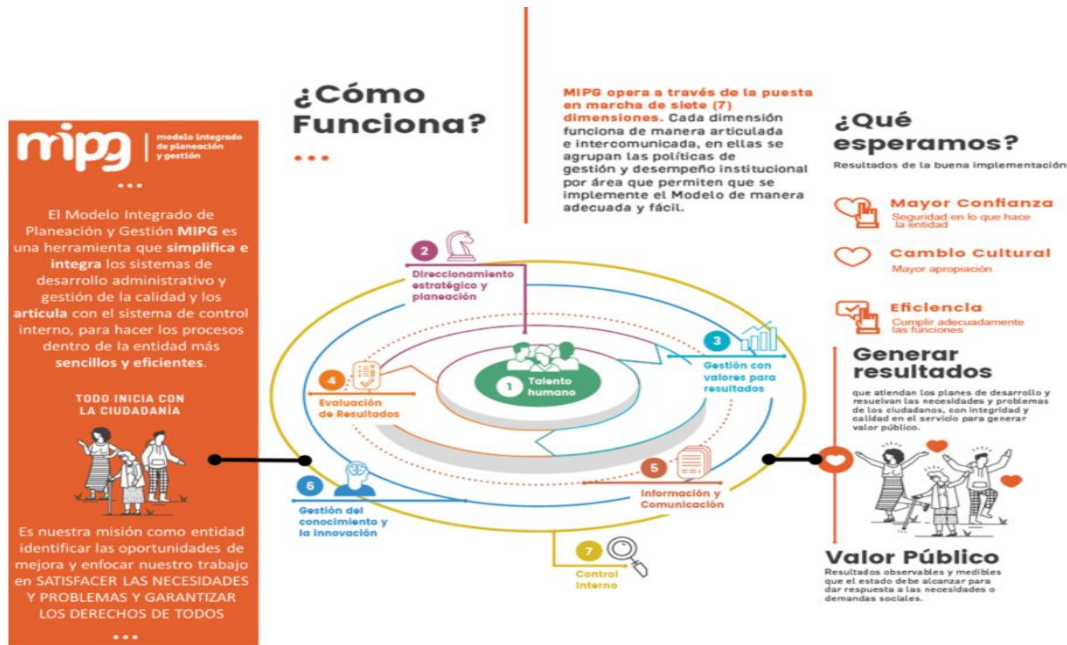 mipg
modelo integrado
de planeación
y gestión
El Modelo Integrado de
Planeación y Gestión MIPG es
una herramienta que simplifica e
integra los sistemas de
desarrollo administrativo y
gestión de la calidad y los
articula con el sistema de control
interno, para hacer los procesos
dentro de la entidad más
sencillos y eficientes.
TODO INICIA CON
LA CIUDADANÍA
Es nuestra misión como entidad
identificar las oportunidades de
mejora y enfocar nuestro trabajo
en SATISFACER LAS NECESIDADES
Y PROBLEMAS Y GARANTIZAR
LOS DERECHOS DE TODOS
¿Cómo
Funciona?
MIPG opera a través de la puesta
en marcha de siete (7)
dimensiones. Cada dimensión
funciona de manera articulada
e intercomunicada, en ellas se
agrupan las políticas de
gestión y desempeño institucional
por área que permiten que se
implemente el Modelo de manera
adecuada y fácil.
1
Talento
humano
2
Direccionamiento
estratégico y
planeación
3
Gestión con
valores para
resultados
4
Evaluación
de Resultados
5
Información y
Comunicación
6
Gestión del
conocimiento y
la innovación
7
Control
Interno
¿Qué
esperamos?
Resultados de la buena implementación
Mayor Confianza
Seguridad en lo que hace
la entidad
Cambio Cultural
Mayor apropiación
Eficiencia
Cumplir adecuadamente
las funciones
Generar
resultados
que atiendan los planes de desarrollo y
resuelvan las necesidades y problemas
de los ciudadanos, con integridad y
calidad en el servicio para generar
valor público.
Valor Público
Resultados observables y medibles
que el estado debe alcanzar para
dar respuesta a las necesidades o
demandas sociales.